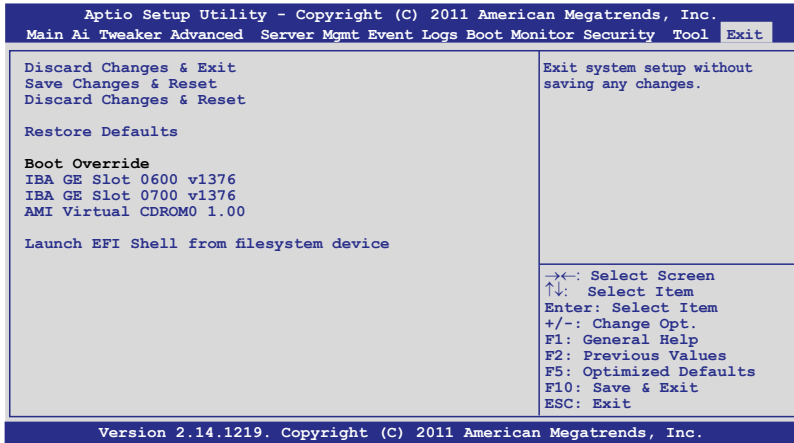 Aptio Setup Utility - Copyright (C) 2011 American Megatrends, Inc.
Main Ai Tweaker Advanced Server Mgmt Event Logs Boot Monitor Security Tool Exit
Discard Changes & Exit
Save Changes & Reset
Discard Changes & Reset
Restore Defaults
Boot Override
IBA GE Slot 0600 v1376
IBA GE Slot 0700 v1376
AMI Virtual CDROM0 1.00
Launch EFI Shell from filesystem device
Exit system setup without
saving any changes.
→←: Select Screen
↑↓: Select Item
Enter: Select Item
+/-: Change Opt.
F1: General Help
F2: Previous Values
F5: Optimized Defaults
F10: Save & Exit
ESC: Exit
Version 2.14.1219. Copyright (C) 2011 American Megatrends, Inc.